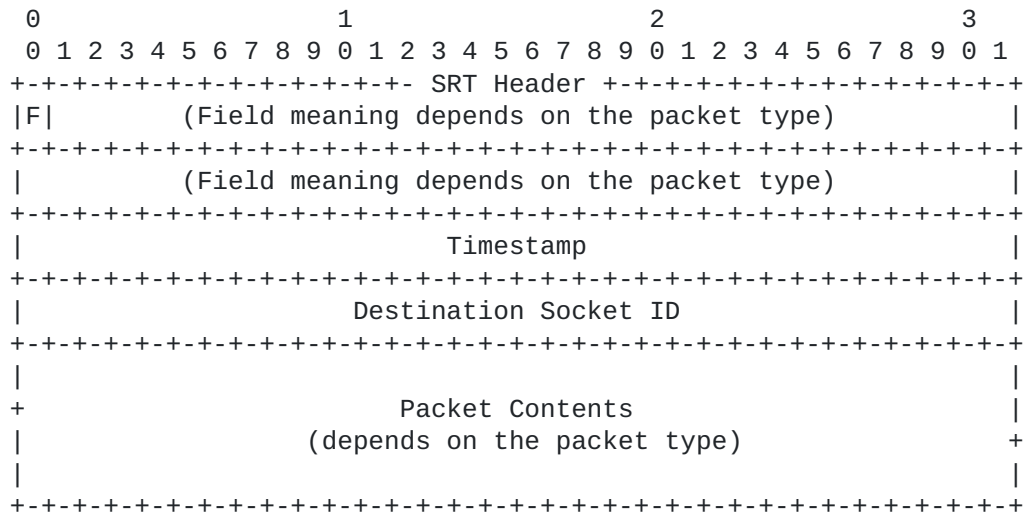 0                   1                   2                   3
 0 1 2 3 4 5 6 7 8 9 0 1 2 3 4 5 6 7 8 9 0 1 2 3 4 5 6 7 8 9 0 1
+-+-+-+-+-+-+-+-+-+-+-+-+- SRT Header +-+-+-+-+-+-+-+-+-+-+-+-+-+
|F|        (Field meaning depends on the packet type)           |
+-+-+-+-+-+-+-+-+-+-+-+-+-+-+-+-+-+-+-+-+-+-+-+-+-+-+-+-+-+-+-+-+
|          (Field meaning depends on the packet type)           |
+-+-+-+-+-+-+-+-+-+-+-+-+-+-+-+-+-+-+-+-+-+-+-+-+-+-+-+-+-+-+-+-+
|                           Timestamp                           |
+-+-+-+-+-+-+-+-+-+-+-+-+-+-+-+-+-+-+-+-+-+-+-+-+-+-+-+-+-+-+-+-+
|                     Destination Socket ID                     |
+-+-+-+-+-+-+-+-+-+-+-+-+-+-+-+-+-+-+-+-+-+-+-+-+-+-+-+-+-+-+-+-+
|                                                               |
+                        Packet Contents                        |
|                  (depends on the packet type)                 +
|                                                               |
+-+-+-+-+-+-+-+-+-+-+-+-+-+-+-+-+-+-+-+-+-+-+-+-+-+-+-+-+-+-+-+-+